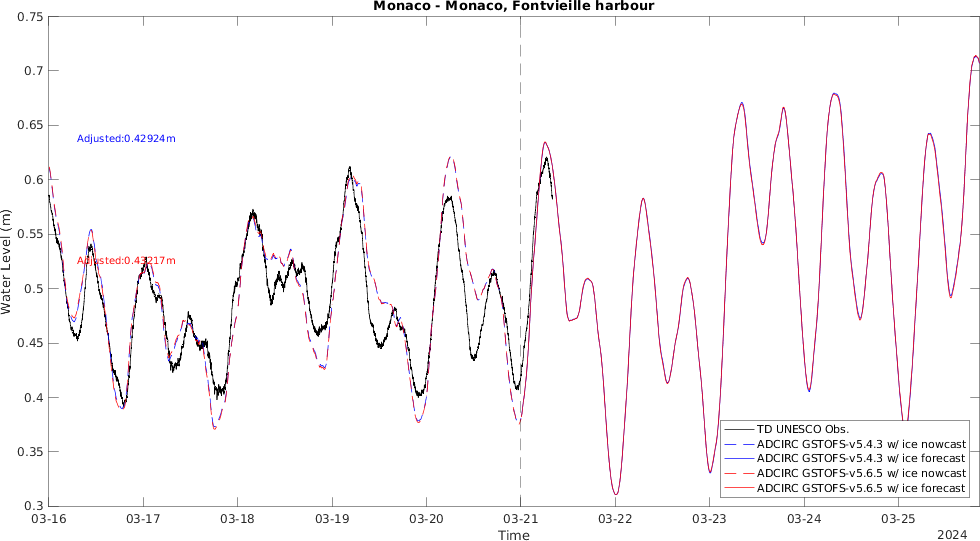 Monaco - Monaco, Fontvieille harbour
0.75
0.7
0.65
0.6
0.55
0.5
0.45
0.4
0.35
0.3
Water Level (m)
Adjusted:0.42924m
Adjusted:0.43217m
TD UNESCO Obs.
ADCIRC GSTOFS-v5.4.3 w/ ice nowcast
ADCIRC GSTOFS-v5.4.3 w/ ice forecast
ADCIRC GSTOFS-v5.6.5 w/ ice nowcast
ADCIRC GSTOFS-v5.6.5 w/ ice forecast
03-16 03-17 03-18 03-19 03-20 03-21 03-22 03-23 03-24 03-25
Time
2024